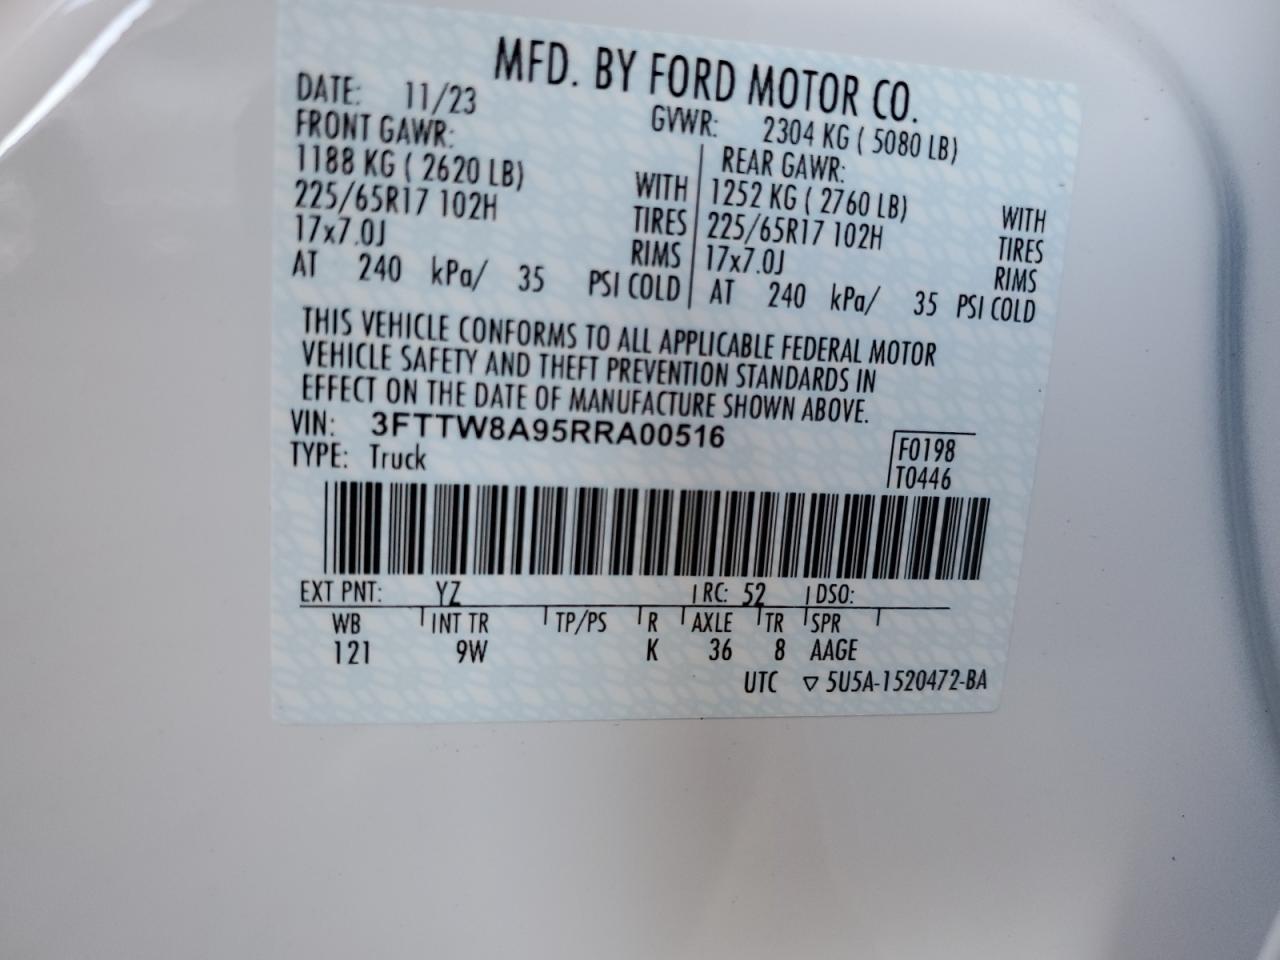 MFD. BY FORD MOTOR CO.
DATE: 11/23
GVWR: 2304 KG ( 5080 LB)
FRONT GAWR:
1188 KG ( 2620 LB) WITH
225/65R17 102H TIRES
17x7.0J RIMS
AT 240 kPa/ 35 PSI COLD
REAR GAWR:
1252 KG ( 2760 LB) WITH
225/65R17 102H TIRES
17x7.0J RIMS
AT 240 kPa/ 35 PSI COLD
THIS VEHICLE CONFORMS TO ALL APPLICABLE FEDERAL MOTOR
VEHICLE SAFETY AND THEFT PREVENTION STANDARDS IN
EFFECT ON THE DATE OF MANUFACTURE SHOWN ABOVE.
VIN: 3FTTW8A95RRA00516
TYPE: Truck
F0198
T0446
EXT PNT: YZ RC: 52 DSO:
WB INT TR TP/PS R AXLE TR SPR
121 9W K 36 8 AAGE
UTC ▽ 5U5A-1520472-BA